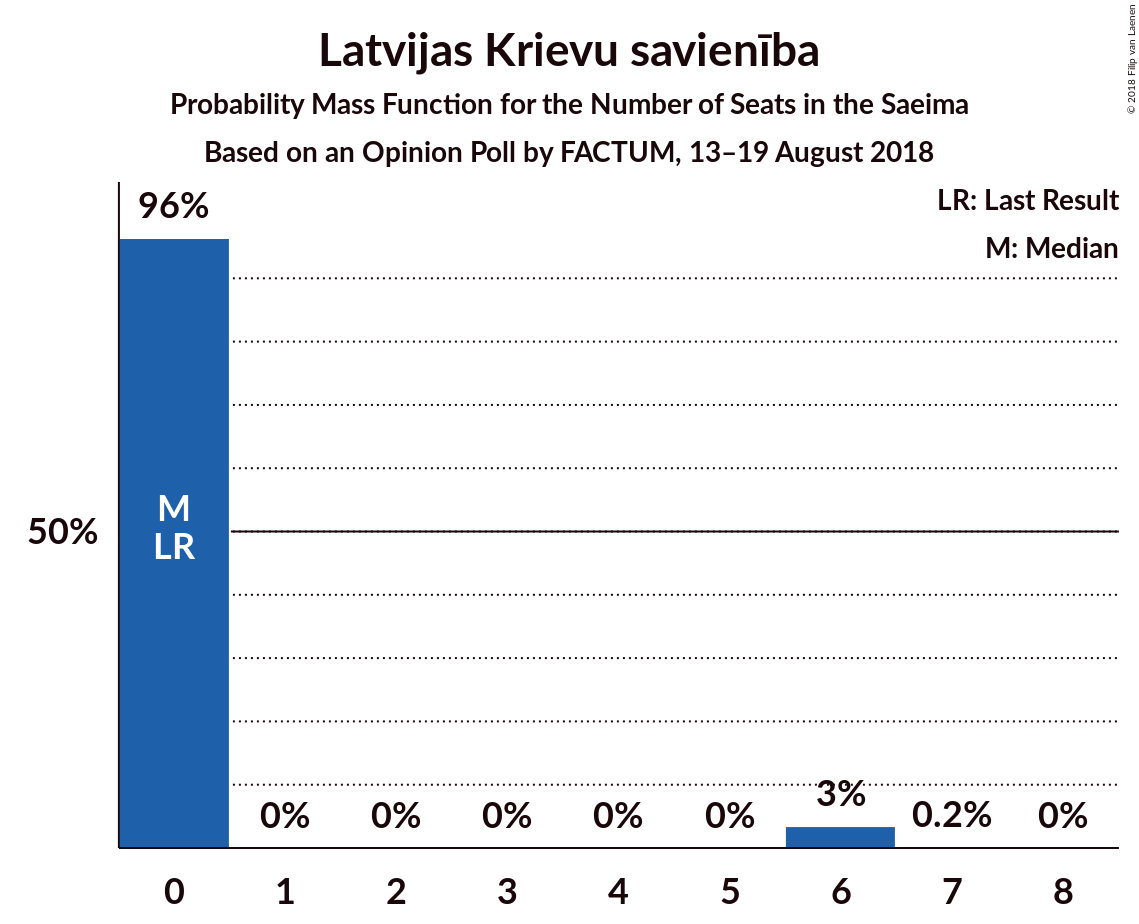 Latvijas Krievu savienība
Probability Mass Function for the Number of Seats in the Saeima
Based on an Opinion Poll by FACTUM, 13–19 August 2018
© 2018 Filip van Laenen
LR: Last Result
M: Median
96%
50%
M
LR
0% 0% 0% 0% 0% 3% 0.2% 0%
0 1 2 3 4 5 6 7 8